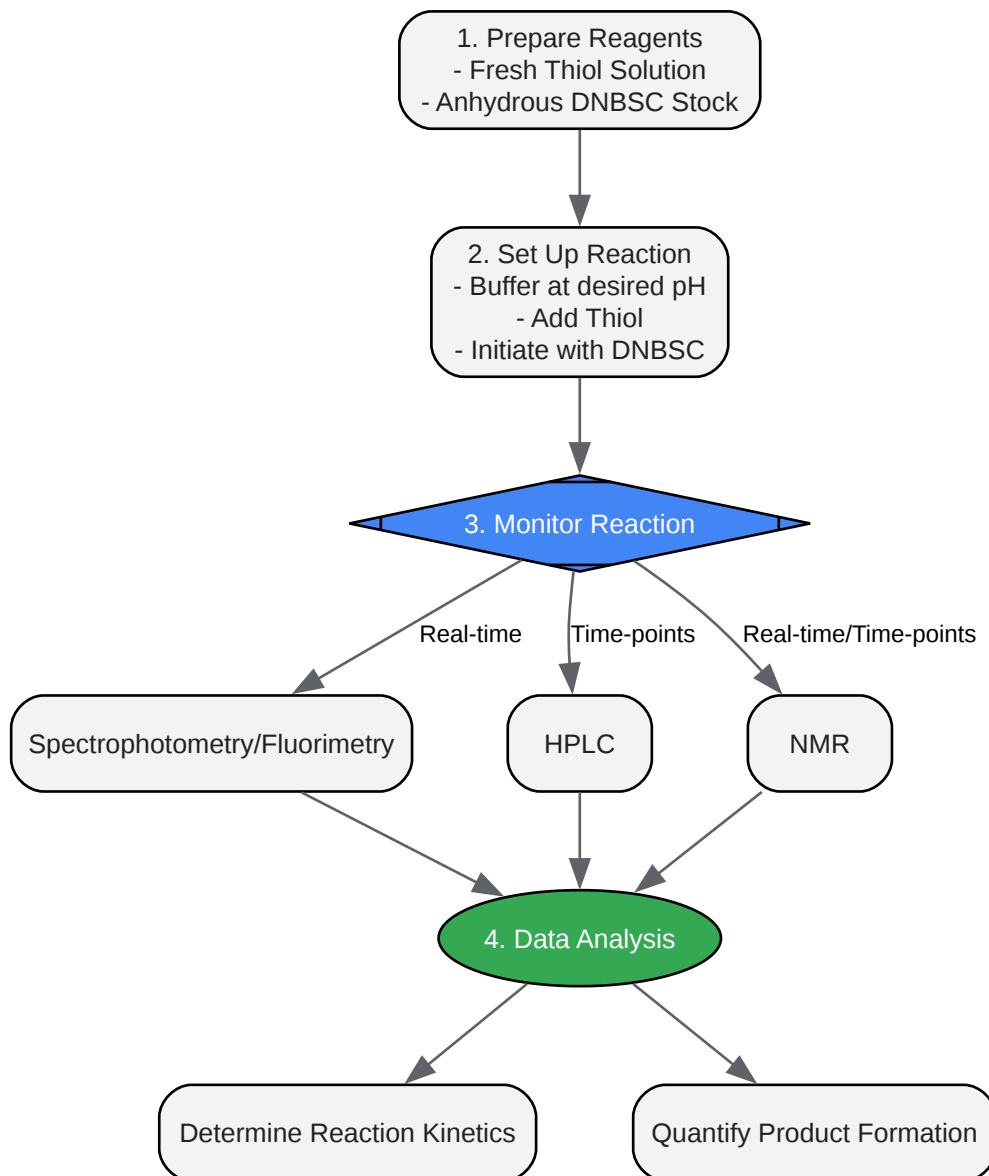 1. Prepare Reagents
- Fresh Thiol Solution
- Anhydrous DNBSC Stock
2. Set Up Reaction
- Buffer at desired pH
- Add Thiol
- Initiate with DNBSC
3. Monitor Reaction
Real-time
Time-points
Real-time/Time-points
Spectrophotometry/Fluorimetry
HPLC
NMR
4. Data Analysis
Determine Reaction Kinetics
Quantify Product Formation